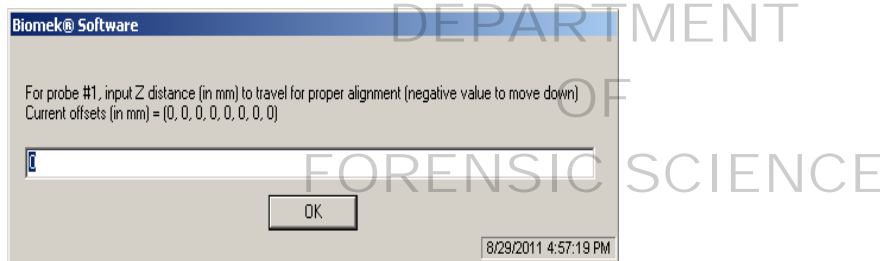 Biomek® Software
DEPARTMENT
For probe #1, input Z distance (in mm) to travel for proper alignment (negative value to move down)
Current offsets (in mm) = (0, 0, 0, 0, 0, 0, 0, 0)
OF
0
FORENSIC SCIENCE
OK
8/29/2011 4:57:19 PM